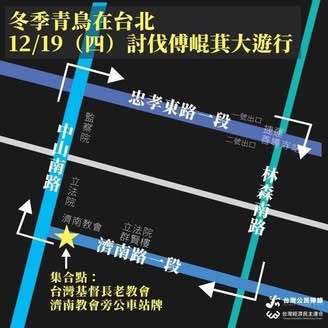 冬季青鳥在台北
12/19（四）討伐傅崐萁大遊行
忠孝東路一段
一號出口
捷運
善導寺站
二號出口
監察院
中山南路
林森南路
立法院
濟南教會
立法院
群賢樓
濟南路一段
集合點：
台灣基督長老教會
濟南教會旁公車站牌
台灣公民陣線
台灣經濟民主連合